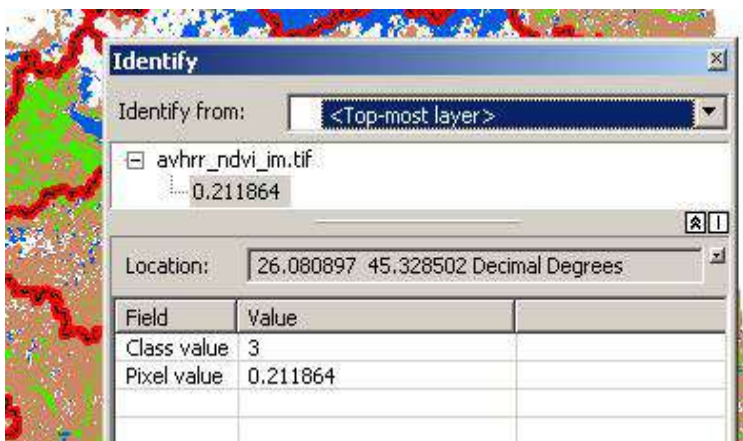 Identify
Identify from: <Top-most layer>
avhrr_ndvi_im.tif
0.211864
Location: 26.080897 45.328502 Decimal Degrees
Field Value
Class value 3
Pixel value 0.211864